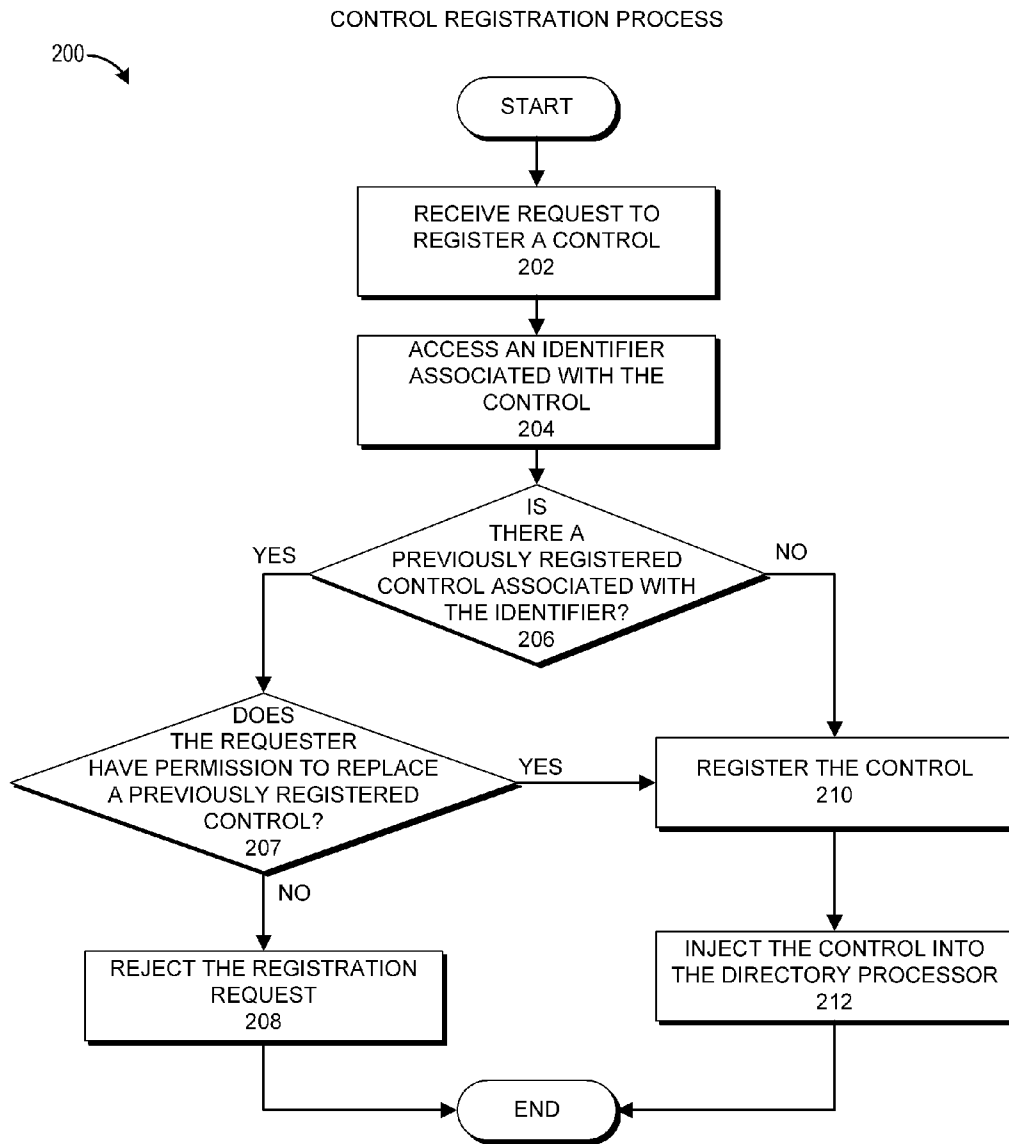 CONTROL REGISTRATION PROCESS
200
START
RECEIVE REQUEST TO
REGISTER A CONTROL
202
ACCESS AN IDENTIFIER
ASSOCIATED WITH THE
CONTROL
204
IS
THERE A
PREVIOUSLY REGISTERED
CONTROL ASSOCIATED WITH
THE IDENTIFIER?
206
YES
NO
DOES
THE REQUESTER
HAVE PERMISSION TO REPLACE
A PREVIOUSLY REGISTERED
CONTROL?
207
YES
NO
REGISTER THE CONTROL
210
REJECT THE REGISTRATION
REQUEST
208
INJECT THE CONTROL INTO
THE DIRECTORY PROCESSOR
212
END